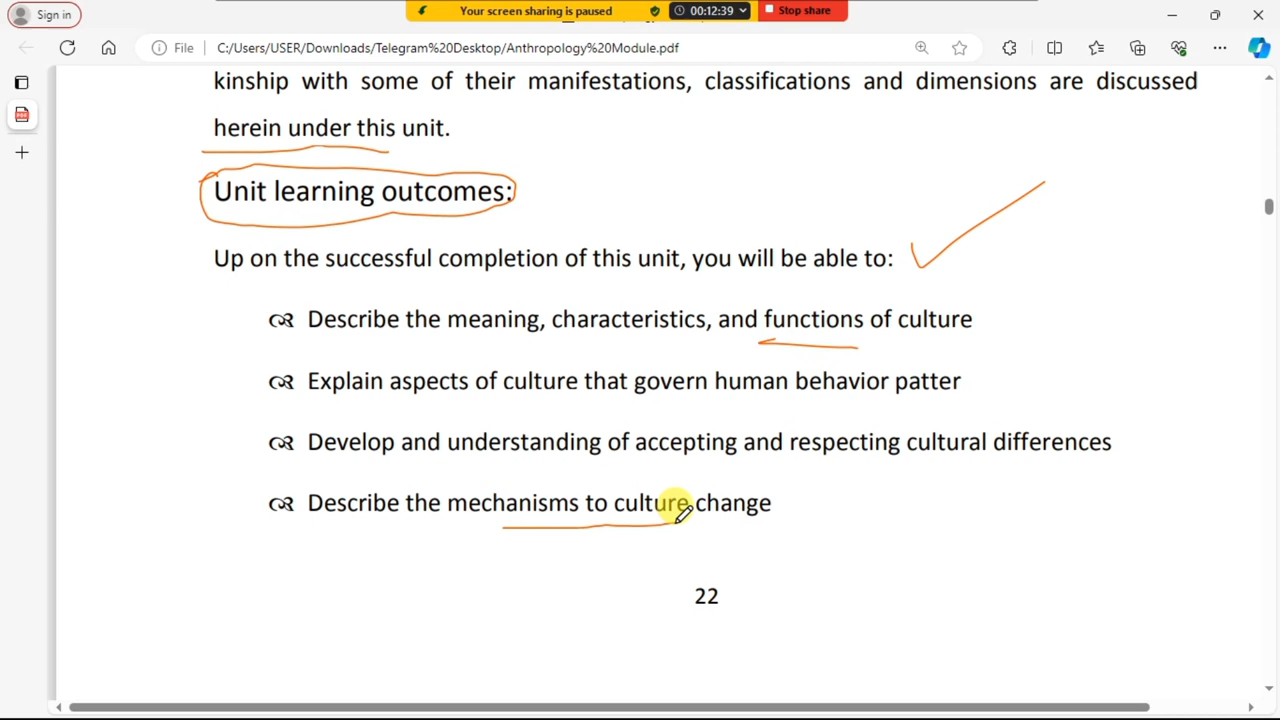 Sign in
Your screen sharing is paused
00:12:39
Stop share
File
C:/Users/USER/Downloads/Telegram%20Desktop/Anthropology%20Module.pdf
kinship with some of their manifestations, classifications and dimensions are discussed
herein under this unit.
Unit learning outcomes:
Up on the successful completion of this unit, you will be able to:
Describe the meaning, characteristics, and functions of culture
Explain aspects of culture that govern human behavior patter
Develop and understanding of accepting and respecting cultural differences
Describe the mechanisms to culture change
22